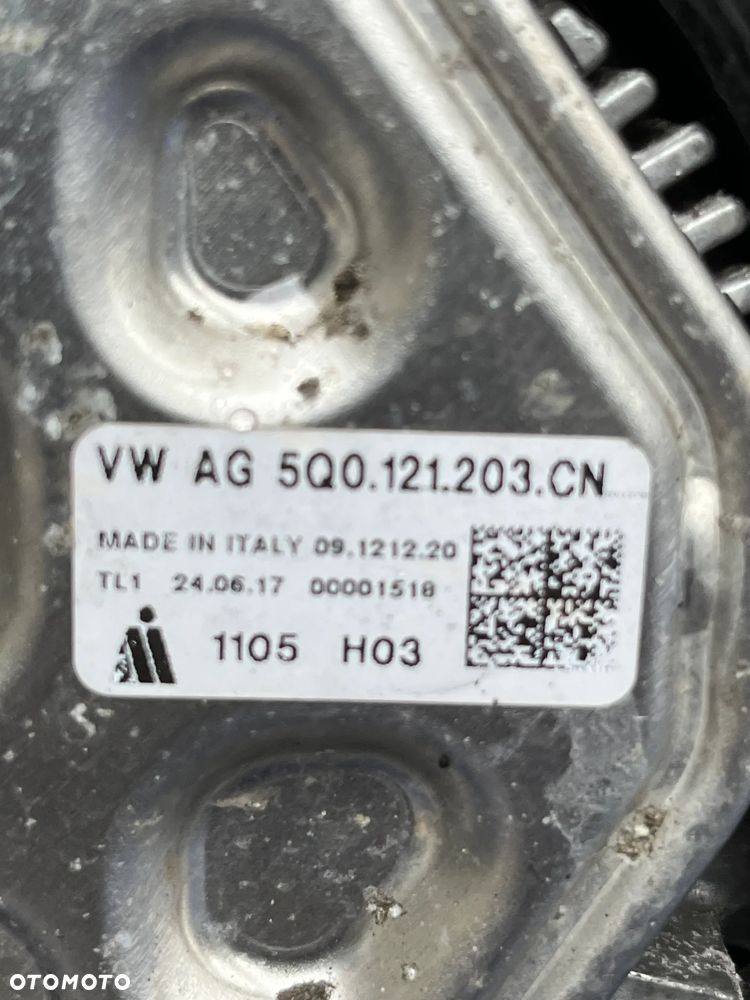 VW AG 5Q0.121.203.CN
MADE IN ITALY 09.1212.20
TL1 24.06.17 00001518
1105 H03
OTOMOTO